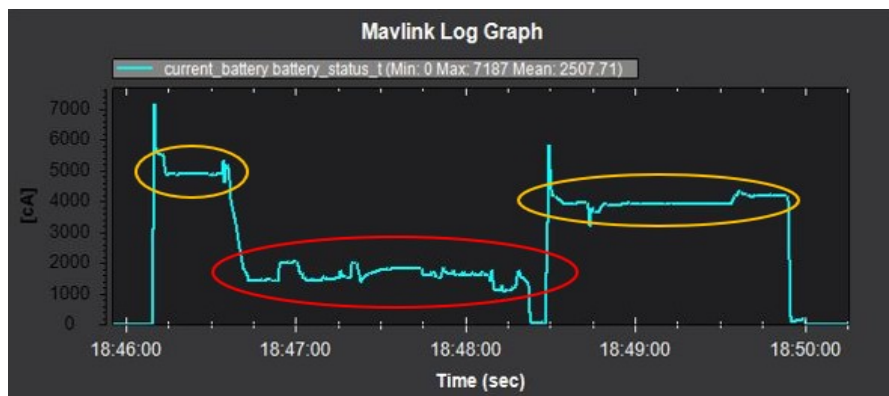 Mavlink Log Graph
current_battery battery_status_t (Min: 0 Max: 7187 Mean: 2507.71)
7000
6000
5000
4000
3000
2000
1000
0
[cA]
18:46:00 18:47:00 18:48:00 18:49:00 18:50:00
Time (sec)